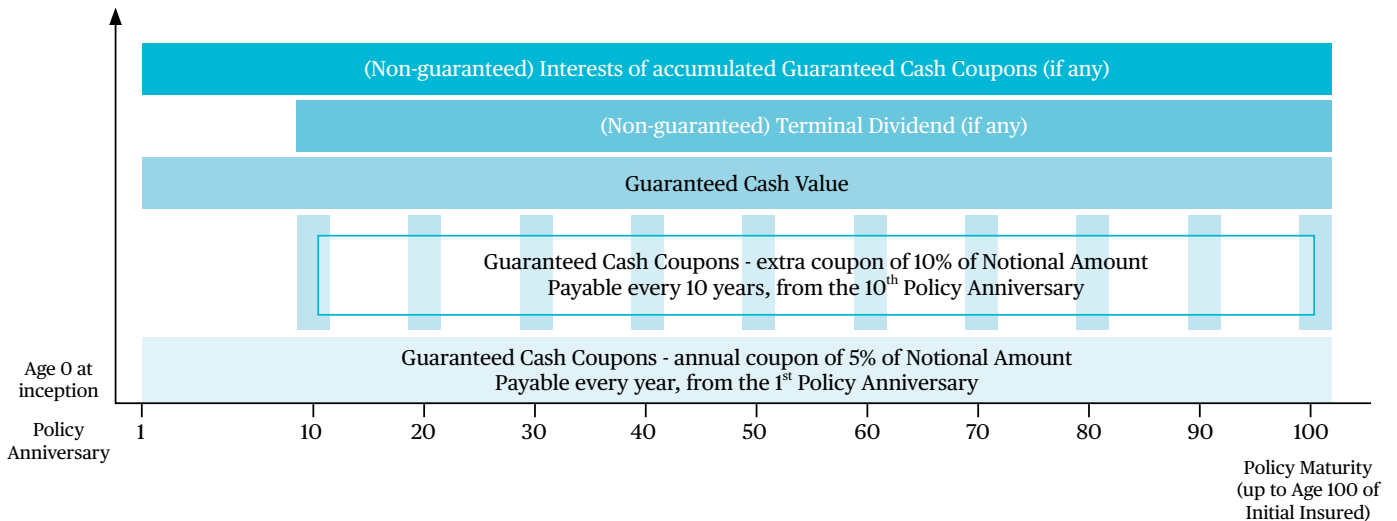 (Non-guaranteed) Interests of accumulated Guaranteed Cash Coupons (if any)
(Non-guaranteed) Terminal Dividend (if any)
Guaranteed Cash Value
Guaranteed Cash Coupons - extra coupon of 10% of Notional Amount
Payable every 10 years, from the 10th Policy Anniversary
Guaranteed Cash Coupons - annual coupon of 5% of Notional Amount
Payable every year, from the 1st Policy Anniversary
Age 0 at
inception
Policy
Anniversary
1 10 20 30 40 50 60 70 80 90 100
Policy Maturity
(up to Age 100 of
Initial Insured)